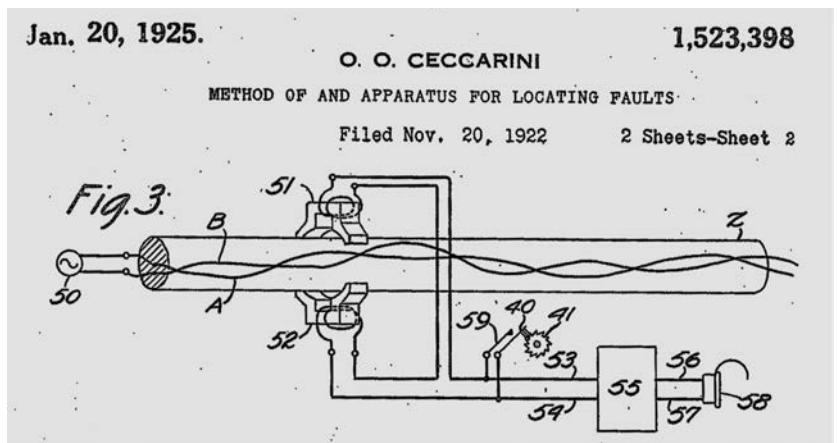 Jan. 20, 1925.
1,523,398
O. O. CECCARINI
METHOD OF AND APPARATUS FOR LOCATING FAULTS
Filed Nov. 20, 1922
2 Sheets-Sheet 2
Fig. 3.
51
B
Z
50
A
52
59
40
41
53
54
55
56
57
58